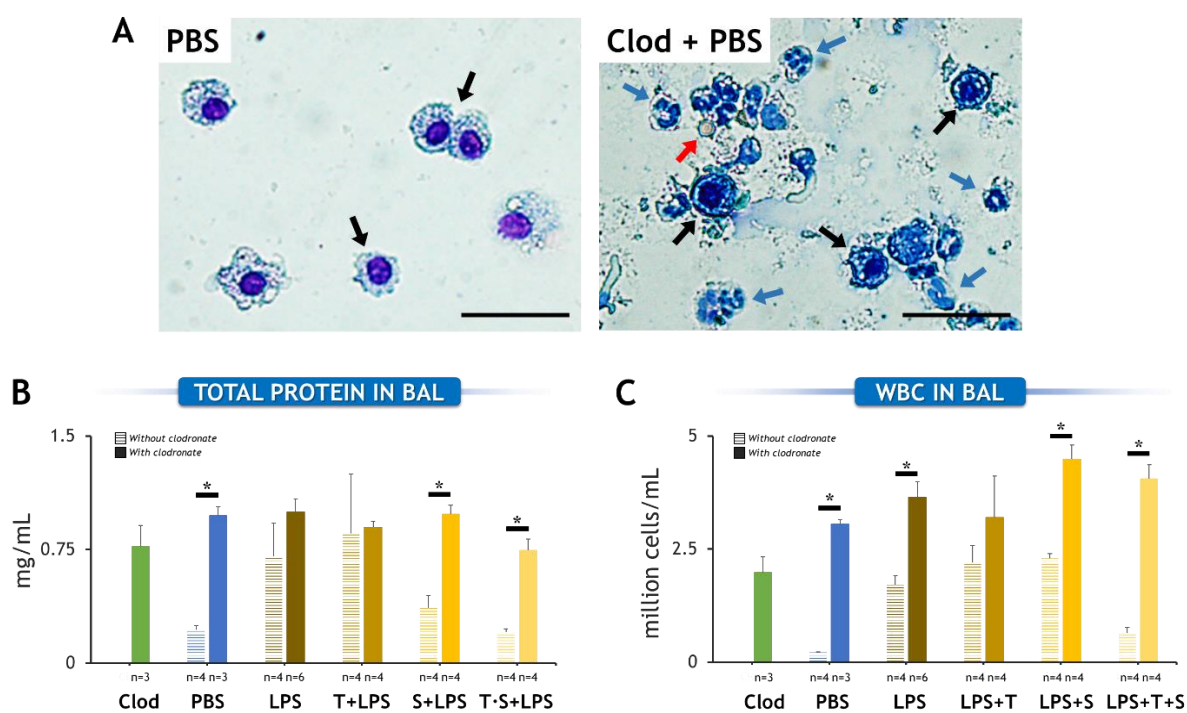 A
PBS
Clod + PBS
B
TOTAL PROTEIN IN BAL
1.5
0.75
0
mg/mL
Without clodronate
With clodronate
*
*
*
n=3
n=4 n=3
n=4 n=6
n=4 n=4
n=4 n=4
n=4 n=4
Clod
PBS
LPS
T+LPS
S+LPS
T·S+LPS
C
WBC IN BAL
5
2.5
0
million cells/mL
Without clodronate
With clodronate
*
*
*
*
n=3
n=4 n=3
n=4 n=6
n=4 n=4
n=4 n=4
n=4 n=4
Clod
PBS
LPS
LPS+T
LPS+S
LPS+T+S